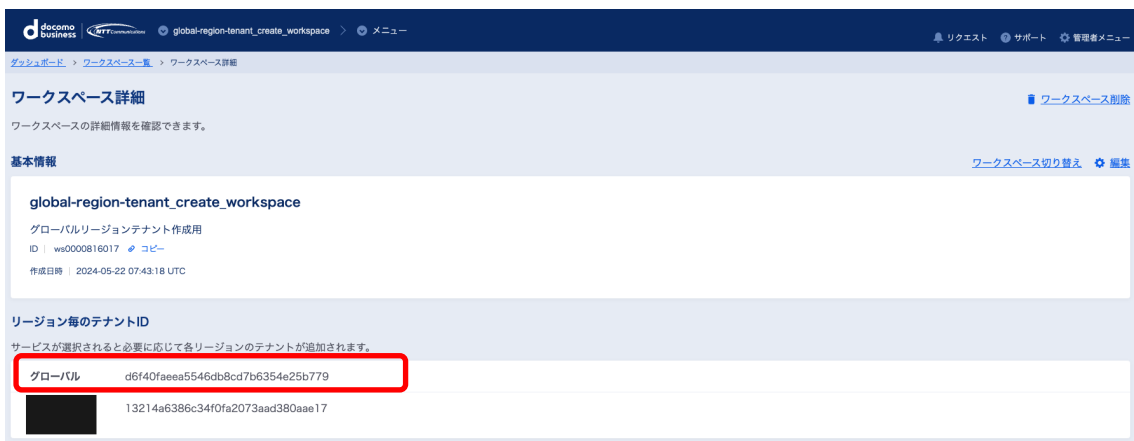 docomo business NTT Communications global-region-tenant_create_workspace > メニュー
リクエスト サポート 管理者メニュー
ダッシュボード > ワークスペース一覧 > ワークスペース詳細
ワークスペース詳細
ワークスペース削除
ワークスペースの詳細情報を確認できます。
基本情報
ワークスペース切り替え 編集
global-region-tenant_create_workspace
グローバルリージョンテナント作成用
ID | ws0000816017 コピー
作成日時 | 2024-05-22 07:43:18 UTC
リージョン毎のテナントID
サービスが選択されると必要に応じて各リージョンのテナントが追加されます。
グローバル d6f40faeea5546db8cd7b6354e25b779
13214a6386c34f0fa2073aad380aae17